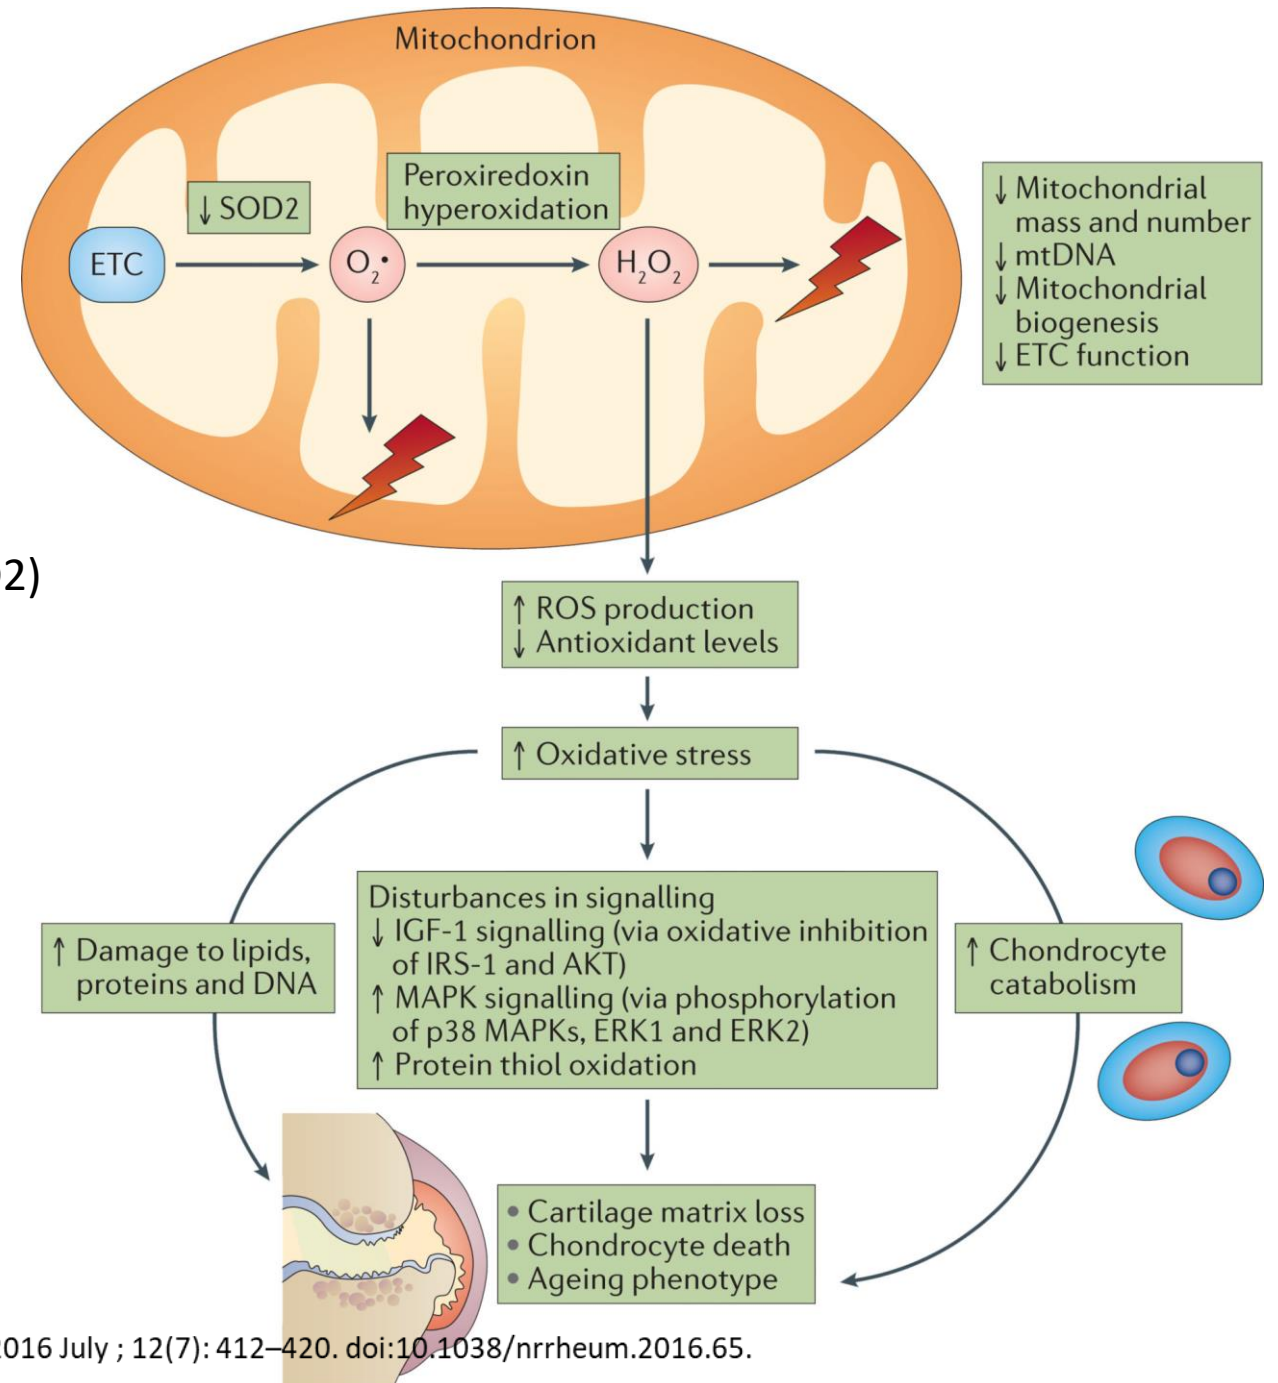 Mitochondrion
↓ SOD2
Peroxiredoxin
hyperoxidation
ETC
O₂•
H₂O₂
↓ Mitochondrial
mass and number
↓ mtDNA
↓ Mitochondrial
biogenesis
↓ ETC function
2)
↑ ROS production
↓ Antioxidant levels
↑ Oxidative stress
↑ Damage to lipids,
proteins and DNA
Disturbances in signalling
↓ IGF-1 signalling (via oxidative inhibition
of IRS-1 and AKT)
↑ MAPK signalling (via phosphorylation
of p38 MAPKs, ERK1 and ERK2)
↑ Protein thiol oxidation
↑ Chondrocyte
catabolism
• Cartilage matrix loss
• Chondrocyte death
• Ageing phenotype
2016 July ; 12(7): 412–420. doi:10.1038/nrrheum.2016.65.